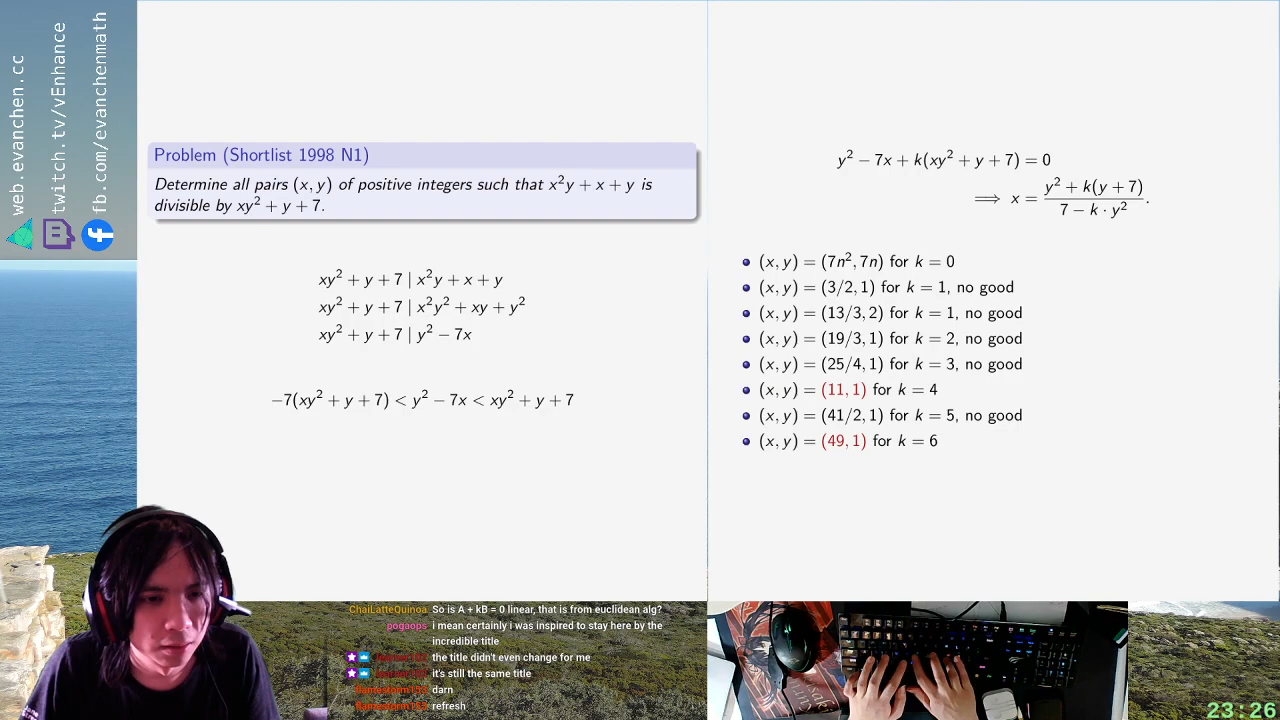 web.evanchen.cc
twitch.tv/vEnhance
fb.com/evanchenmath
Problem (Shortlist 1998 N1)
Determine all pairs (x, y) of positive integers such that x²y + x + y is
divisible by xy² + y + 7.
xy² + y + 7 | x²y + x + y
xy² + y + 7 | x²y² + xy + y²
xy² + y + 7 | y² − 7x
−7(xy² + y + 7) < y² − 7x < xy² + y + 7
y² − 7x + k(xy² + y + 7) = 0
⟹ x = (y² + k(y + 7))/(7 − k · y²).
• (x, y) = (7n², 7n) for k = 0
• (x, y) = (3/2, 1) for k = 1, no good
• (x, y) = (13/3, 2) for k = 1, no good
• (x, y) = (19/3, 1) for k = 2, no good
• (x, y) = (25/4, 1) for k = 3, no good
• (x, y) = (11, 1) for k = 4
• (x, y) = (41/2, 1) for k = 5, no good
• (x, y) = (49, 1) for k = 6
ChaiLatteQuinoa: So is A + kB = 0 linear, that is from euclidean alg?
pogaops: i mean certainly i was inspired to stay here by the
incredible title
the title didn't even change for me
it's still the same title
flamestorm153: darn
flamestorm153: refresh
23:26